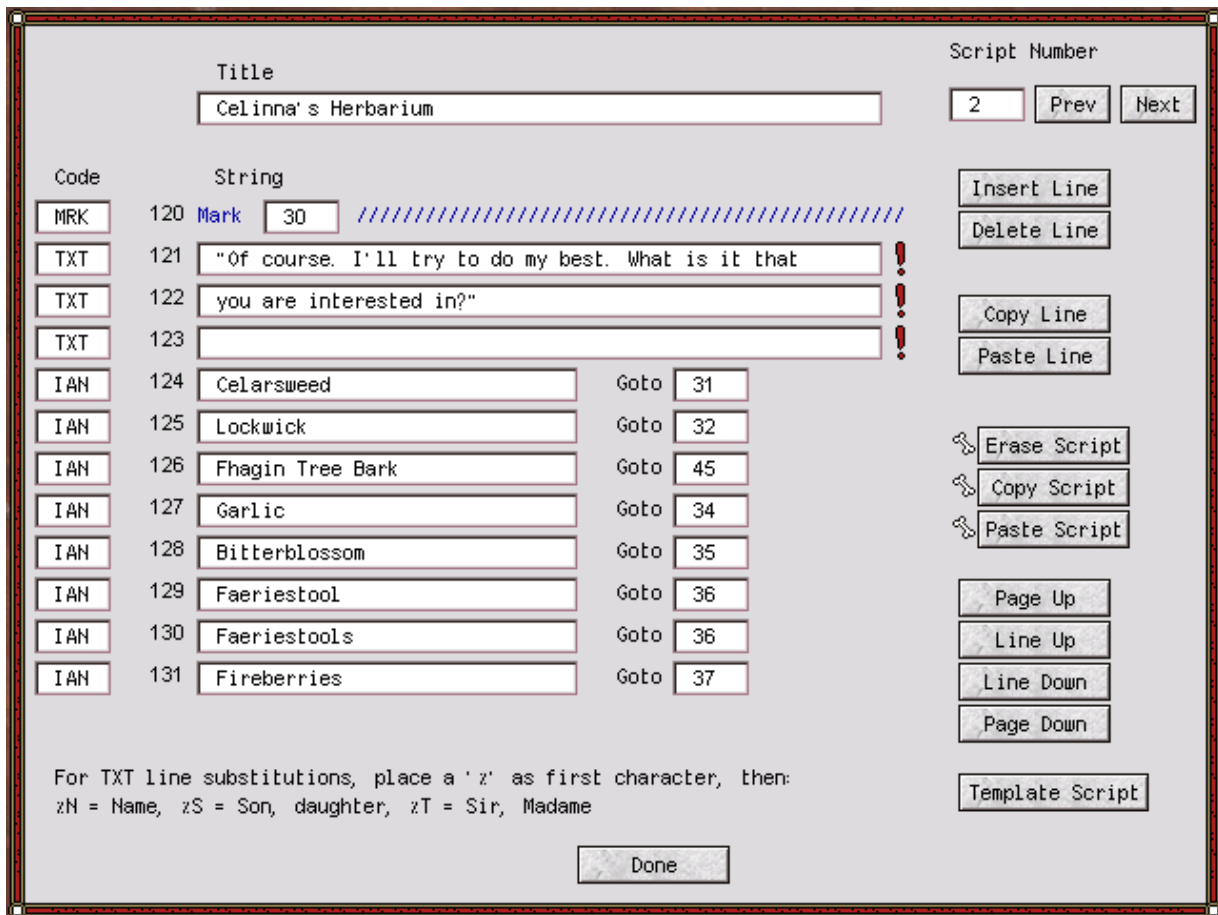 Script Number
Title
Celinna's Herbarium
2 Prev Next
Code String
MRK 120 Mark 30 ///////////////////////////////////////////////
TXT 121 "Of course. I'll try to do my best. What is it that !
TXT 122 you are interested in?" !
TXT 123 !
IAN 124 Celarsweed Goto 31
IAN 125 Lockwick Goto 32
IAN 126 Fhagin Tree Bark Goto 45
IAN 127 Garlic Goto 34
IAN 128 Bitterblossom Goto 35
IAN 129 Faeriestool Goto 36
IAN 130 Faeriestools Goto 36
IAN 131 Fireberries Goto 37
Insert Line
Delete Line
Copy Line
Paste Line
Erase Script
Copy Script
Paste Script
Page Up
Line Up
Line Down
Page Down
Template Script
For TXT line substitutions, place a '%' as first character, then:
%N = Name, %S = Son, daughter, %T = Sir, Madame
Done